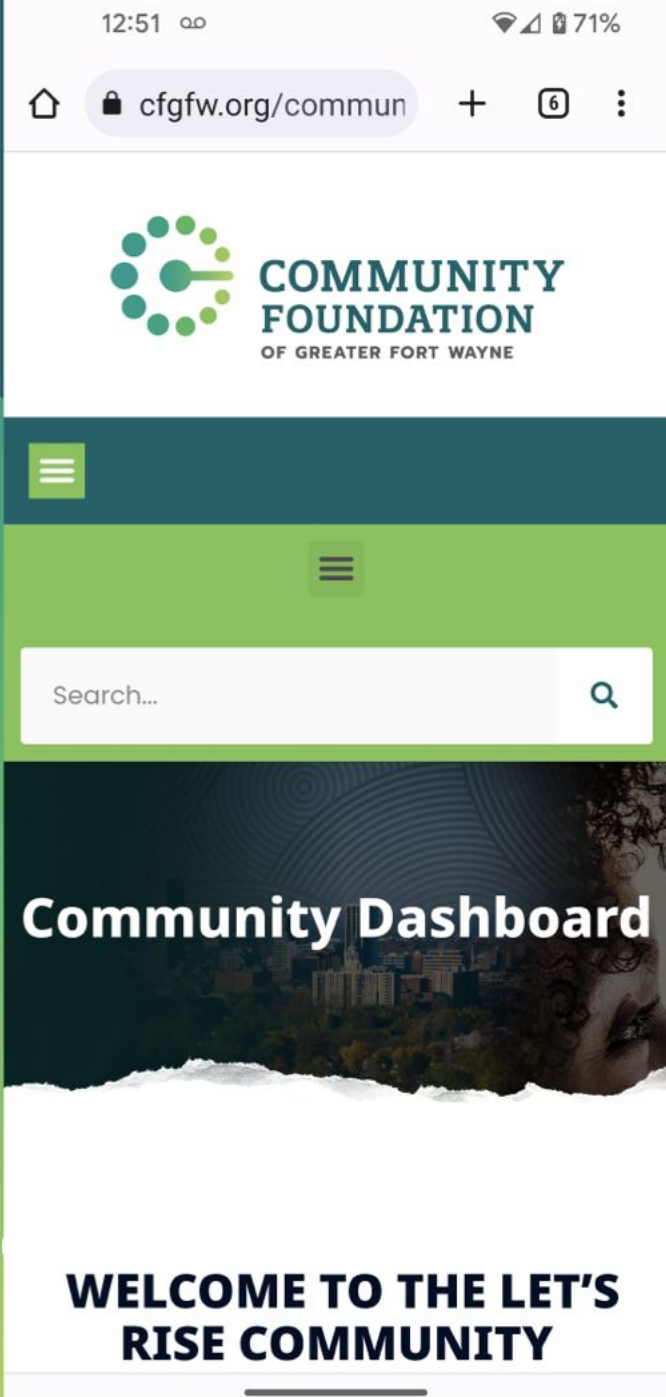 12:51
71%
cfgfw.org/commun
6
COMMUNITY
FOUNDATION
OF GREATER FORT WAYNE
Search...
Community Dashboard
WELCOME TO THE LET'S
RISE COMMUNITY